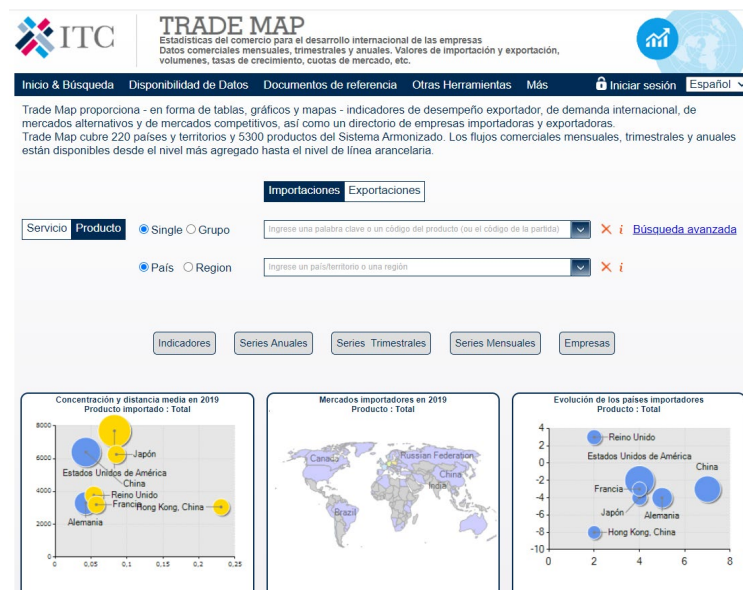 ITC
TRADE MAP
Estadísticas del comercio para el desarrollo internacional de las empresas
Datos comerciales mensuales, trimestrales y anuales. Valores de importación y exportación,
volumenes, tasas de crecimiento, cuotas de mercado, etc.
Inicio & Búsqueda Disponibilidad de Datos Documentos de referencia Otras Herramientas Más Iniciar sesión Español
Trade Map proporciona - en forma de tablas, gráficos y mapas - indicadores de desempeño exportador, de demanda internacional, de
mercados alternativos y de mercados competitivos, así como un directorio de empresas importadoras y exportadoras.
Trade Map cubre 220 países y territorios y 5300 productos del Sistema Armonizado. Los flujos comerciales mensuales, trimestrales y anuales
están disponibles desde el nivel más agregado hasta el nivel de línea arancelaria.
Importaciones Exportaciones
Servicio Producto Single Grupo Ingrese una palabra clave o un código del producto (ou el código de la partida) X i Búsqueda avanzada
País Region Ingrese un país/territorio o una región X i
Indicadores Series Anuales Series Trimestrales Series Mensuales Empresas
Concentración y distancia media en 2019
Producto importado : Total
8000
6000
4000
2000
0
0 0,05 0,1 0,15 0,2 0,25
Japón
Estados Unidos de América
China
Reino Unido
Francia
Hong Kong, China
Alemania
Mercados importadores en 2019
Producto : Total
Canada
Russian Federation
China
India
Brazil
Evolución de los países importadores
Producto : Total
4
2
0
-2
-4
-6
-8
-10
0 2 4 6 8
Reino Unido
Estados Unidos de América
China
Francia
Japón
Alemania
Hong Kong, China